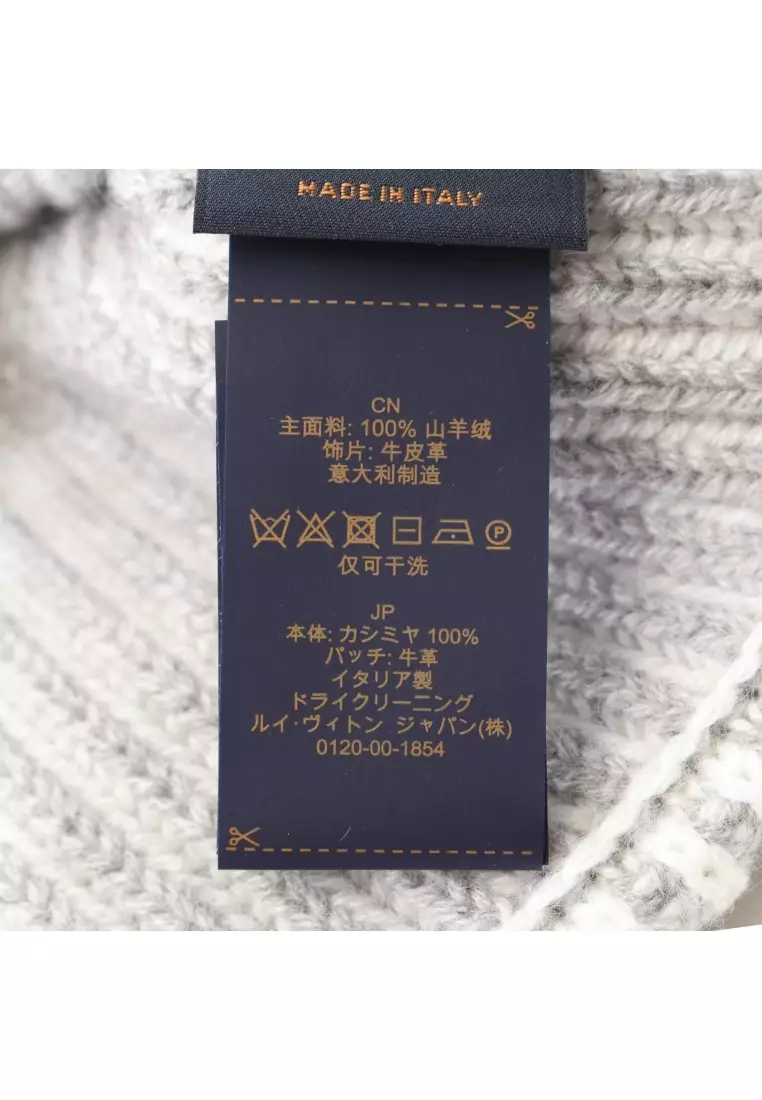 MADE IN ITALY
CN
主面料: 100% 山羊绒
饰片: 牛皮革
意大利制造
P
仅可干洗
JP
本体: カシミヤ 100%
パッチ: 牛革
イタリア製
ドライクリーニング
ルイ・ヴィトン ジャパン(株)
0120-00-1854